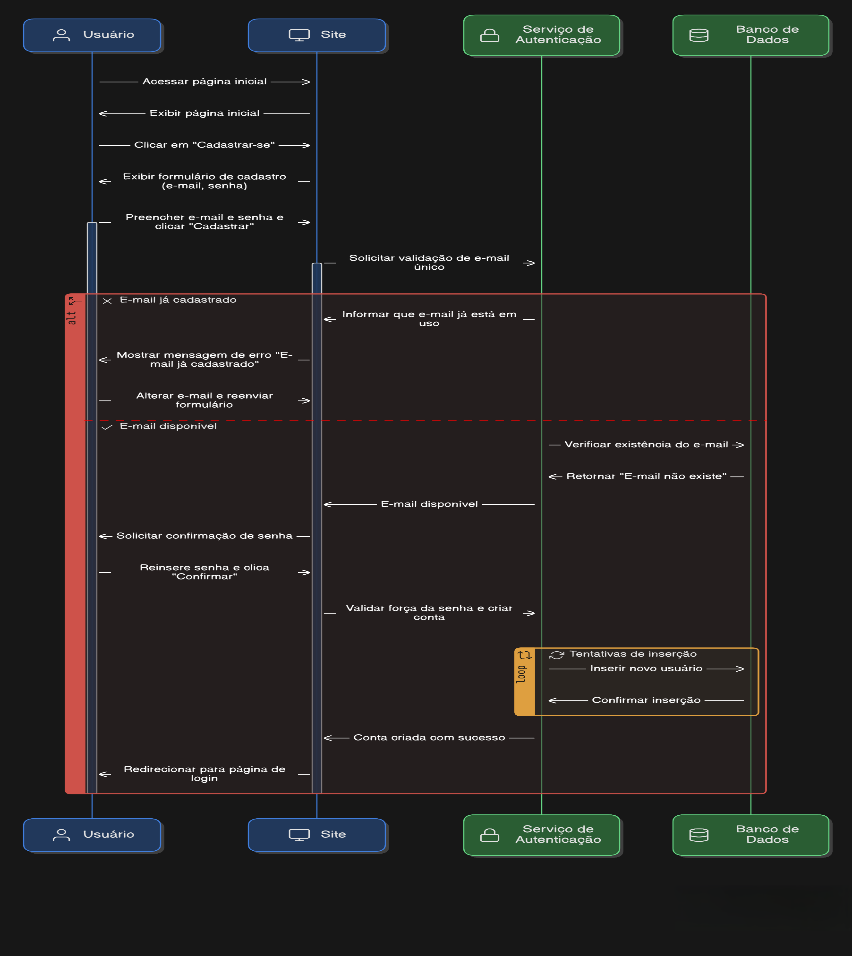 Usuário
Site
Serviço de
Autenticação
Banco de
Dados
Acessar página inicial
Exibir página inicial
Clicar em "Cadastrar-se"
Exibir formulário de cadastro
(e-mail, senha)
Preencher e-mail e senha e
clicar "Cadastrar"
Solicitar validação de e-mail
único
alt
E-mail já cadastrado
Informar que e-mail já está em
uso
Mostrar mensagem de erro "E-
mail já cadastrado"
Alterar e-mail e reenviar
formulário
E-mail disponível
Verificar existência do e-mail
Retornar "E-mail não existe"
E-mail disponível
Solicitar confirmação de senha
Reinsere senha e clica
"Confirmar"
Validar força da senha e criar
conta
loop
Tentativas de inserção
Inserir novo usuário
Confirmar inserção
Conta criada com sucesso
Redirecionar para página de
login
Usuário
Site
Serviço de
Autenticação
Banco de
Dados